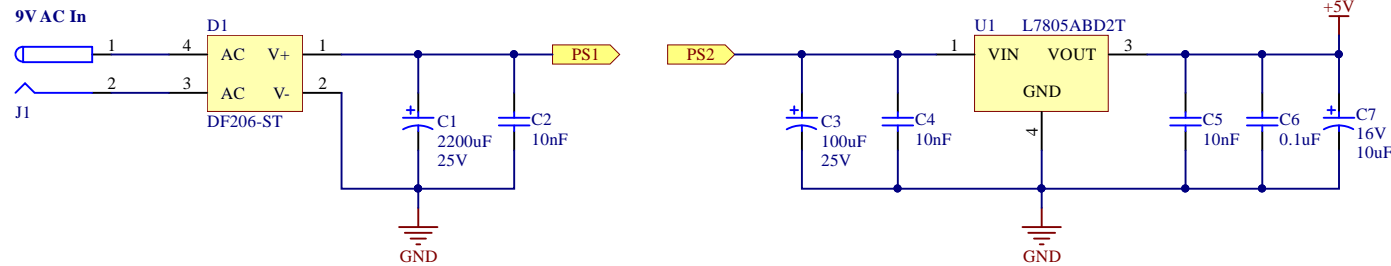 9V AC In
J1
1
2
D1
4
3
AC V+
AC V-
1
2
DF206-ST
C1
2200uF
25V
C2
10nF
PS1
GND
PS2
C3
100uF
25V
C4
10nF
U1 L7805ABD2T
1
VIN VOUT
GND
3
4
C5
10nF
C6
0.1uF
+5V
C7
16V
10uF
GND